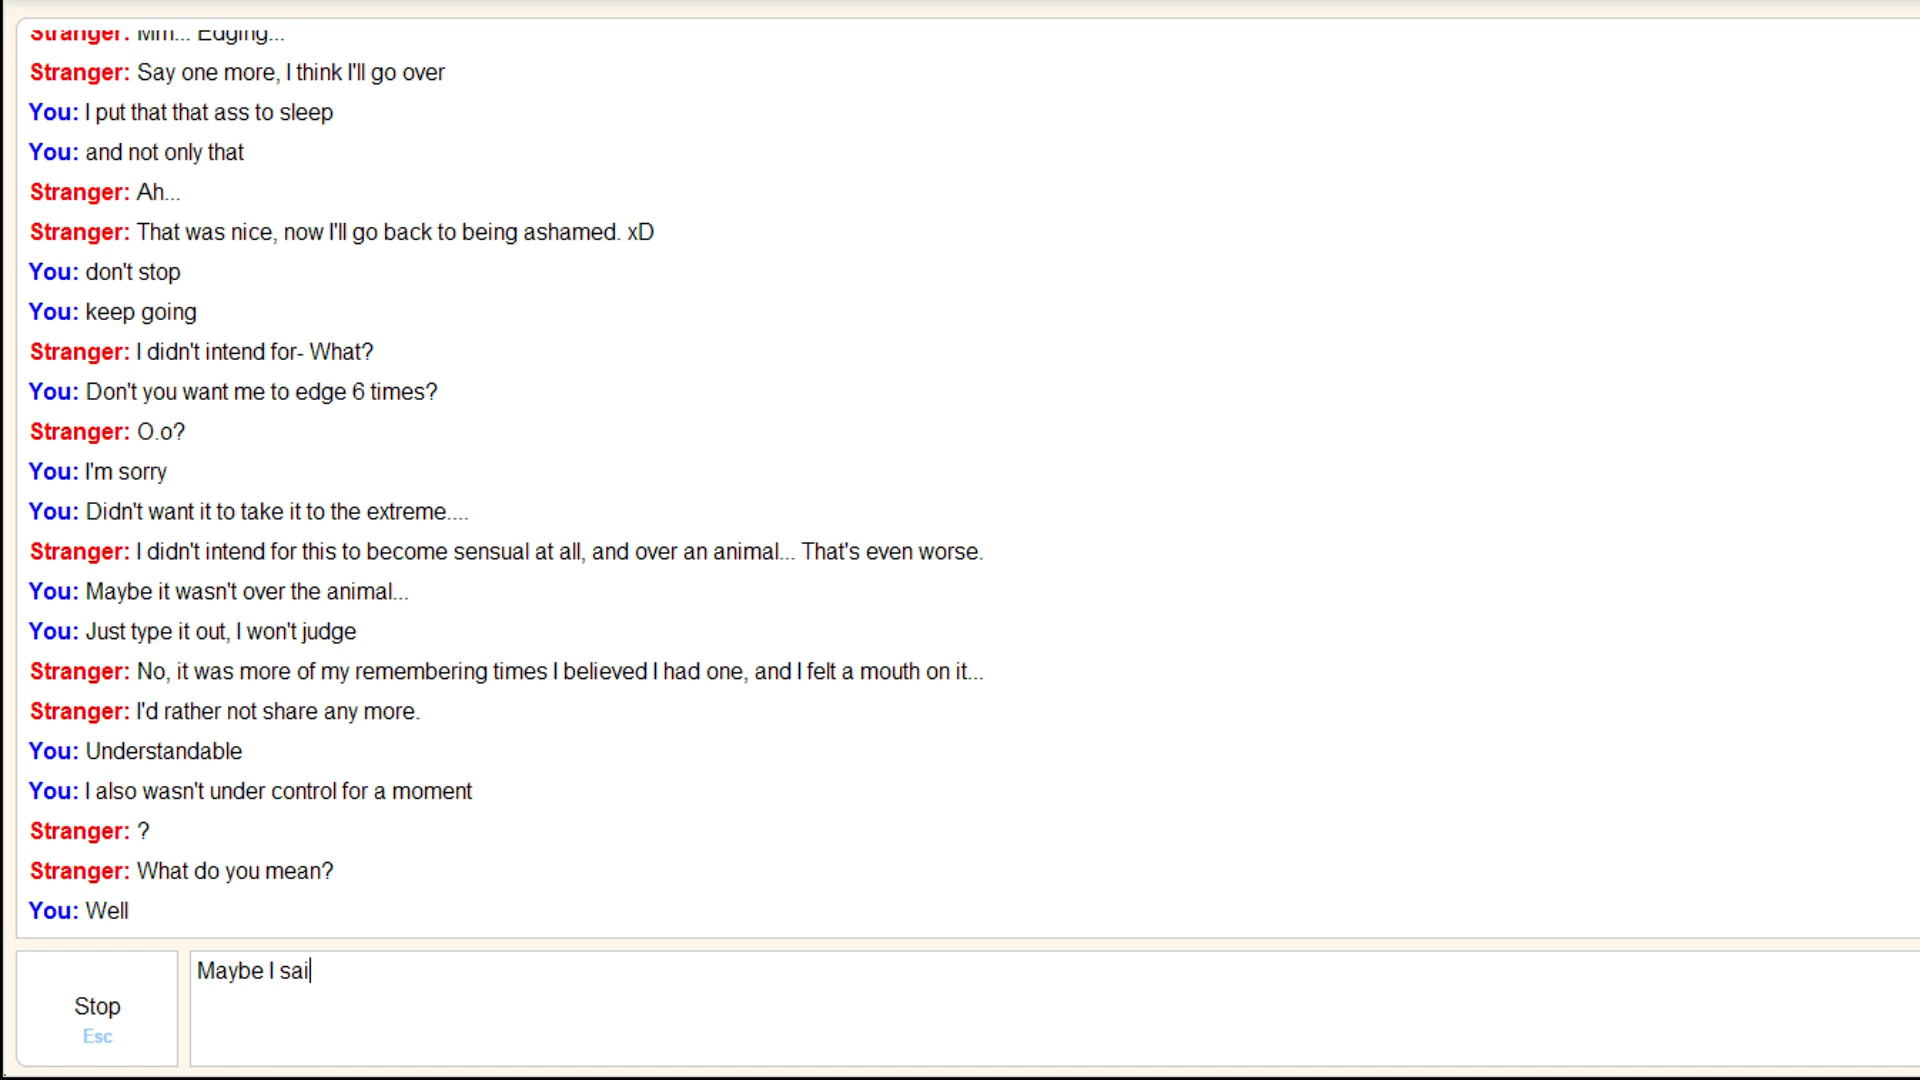 Stranger: Mm... Edging...
Stranger: Say one more, I think I'll go over
You: I put that that ass to sleep
You: and not only that
Stranger: Ah...
Stranger: That was nice, now I'll go back to being ashamed. xD
You: don't stop
You: keep going
Stranger: I didn't intend for- What?
You: Don't you want me to edge 6 times?
Stranger: O.o?
You: I'm sorry
You: Didn't want it to take it to the extreme....
Stranger: I didn't intend for this to become sensual at all, and over an animal... That's even worse.
You: Maybe it wasn't over the animal...
You: Just type it out, I won't judge
Stranger: No, it was more of my remembering times I believed I had one, and I felt a mouth on it...
Stranger: I'd rather not share any more.
You: Understandable
You: I also wasn't under control for a moment
Stranger: ?
Stranger: What do you mean?
You: Well
Maybe I sai
Stop
Esc